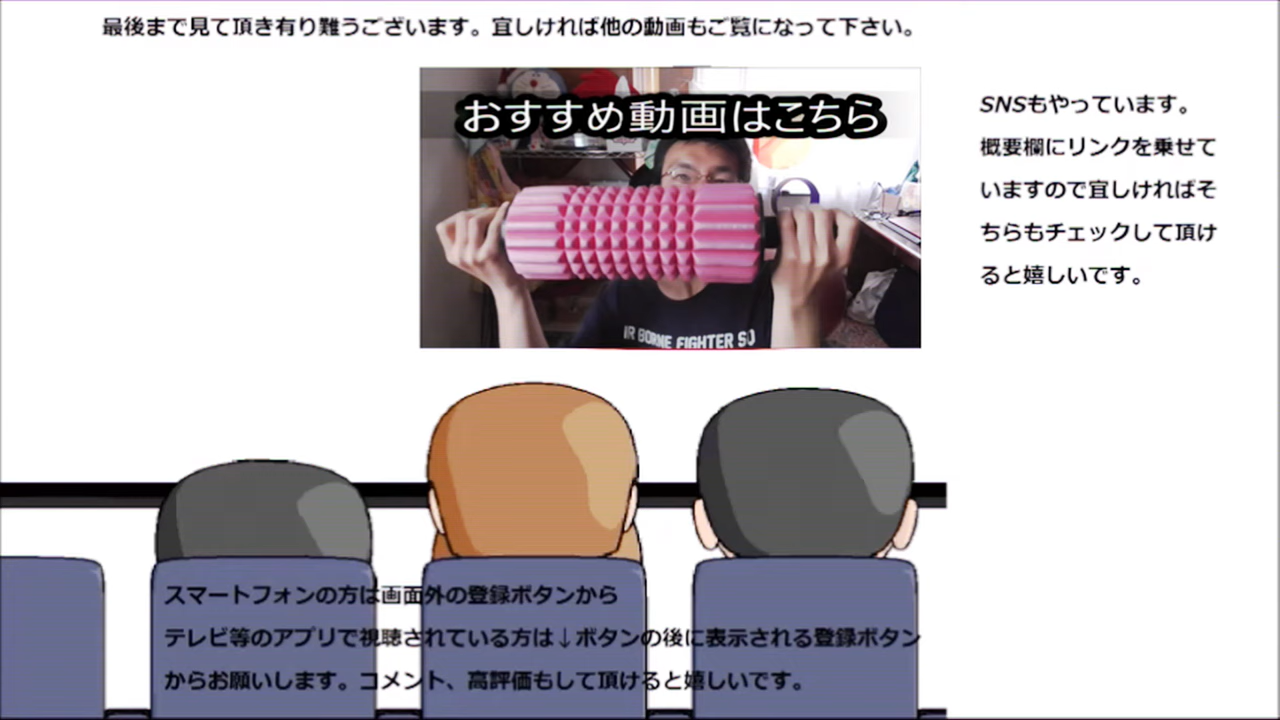 最後まで見て頂き有り難うございます。宜しければ他の動画もご覧になって下さい。
おすすめ動画はこちら
IR BORNE FIGHTER SQ
SNSもやっています。
概要欄にリンクを乗せて
いますので宜しければそ
ちらもチェックして頂け
ると嬉しいです。
スマートフォンの方は画面外の登録ボタンから
テレビ等のアプリで視聴されている方は↓ボタンの後に表示される登録ボタン
からお願いします。コメント、高評価もして頂けると嬉しいです。